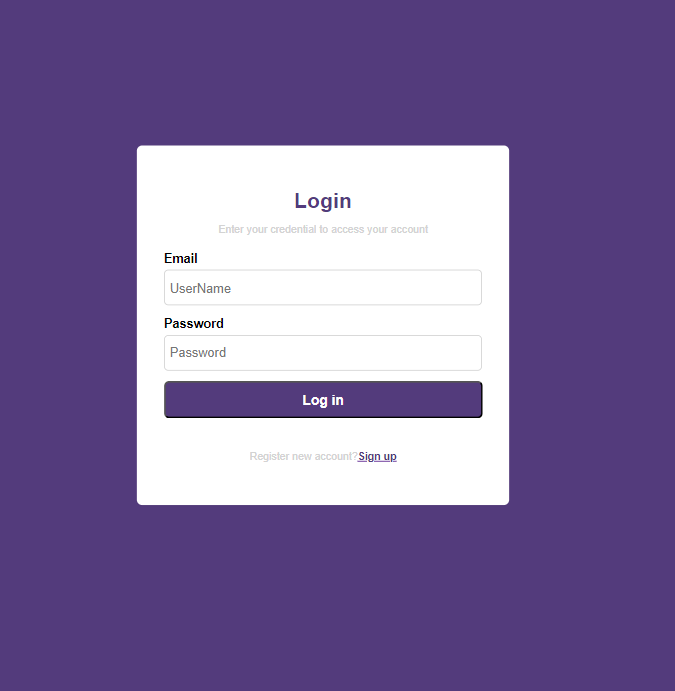 Login
Enter your credential to access your account
Email
UserName
Password
Password
Log in
Register new account?Sign up